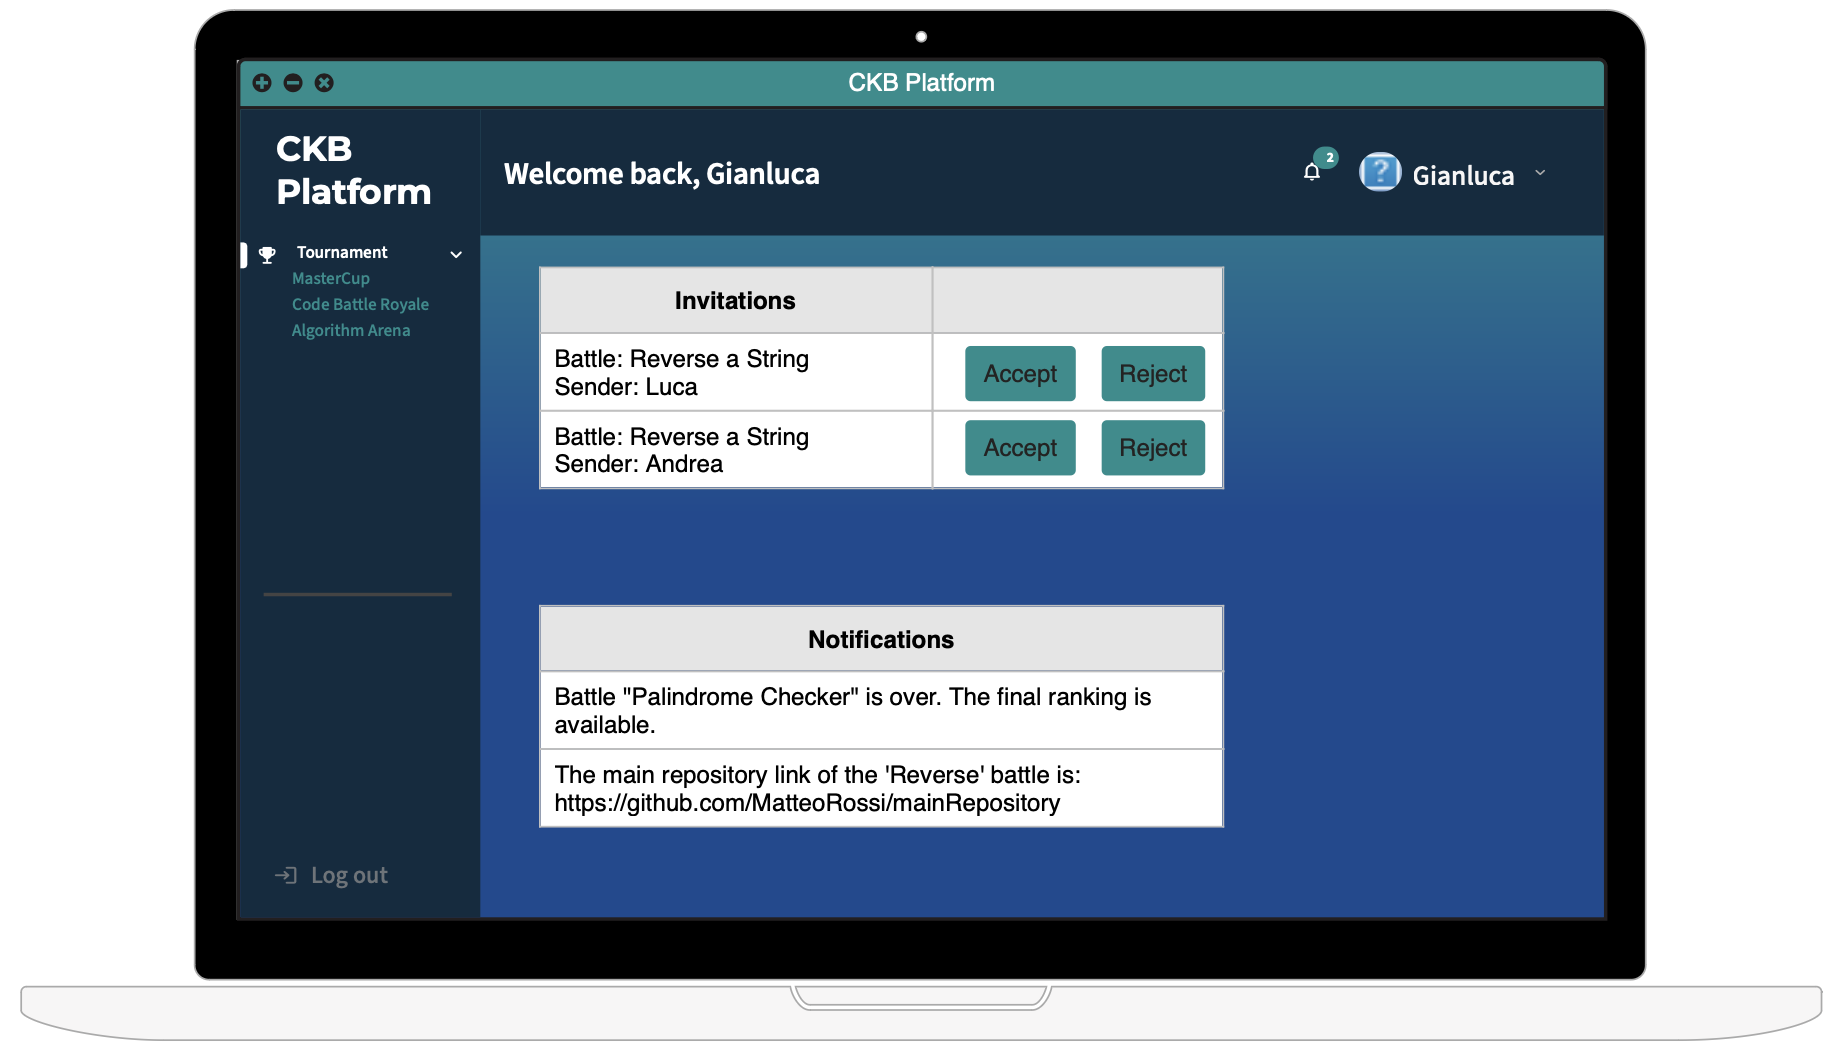 CKB Platform
CKB
Platform
Welcome back, Gianluca
2
Gianluca
Tournament
MasterCup
Code Battle Royale
Algorithm Arena
Invitations
Battle: Reverse a String
Sender: Luca
Accept
Reject
Battle: Reverse a String
Sender: Andrea
Accept
Reject
Notifications
Battle "Palindrome Checker" is over. The final ranking is
available.
The main repository link of the 'Reverse' battle is:
https://github.com/MatteoRossi/mainRepository
Log out